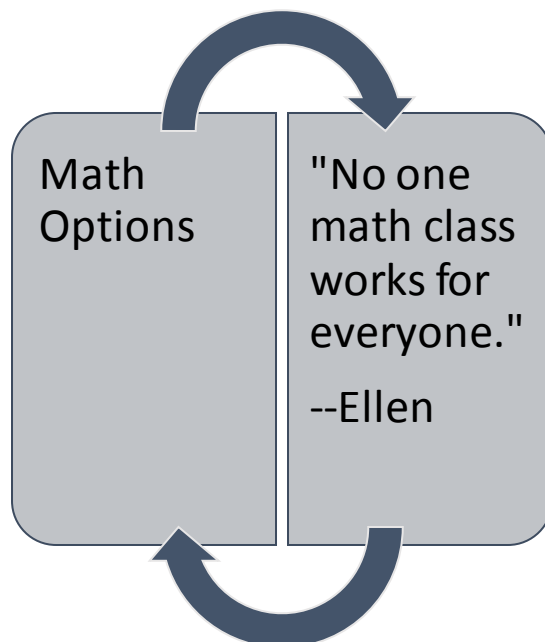 Math
Options
"No one
math class
works for
everyone."
--Ellen